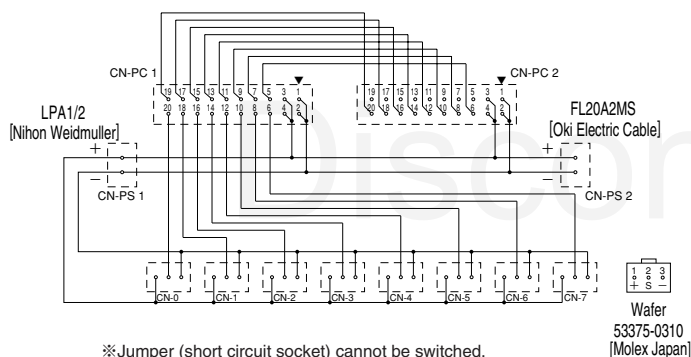 CN-PC 1
19 17 15 13 11 9 7 5 3 1
20 18 16 14 12 10 8 6 4 2
CN-PC 2
19 17 15 13 11 9 7 5 3 1
20 18 16 14 12 10 8 6 4 2
LPA1/2
[Nihon Weidmuller]
FL20A2MS
[Oki Electric Cable]
+
−
CN-PS 1
+
−
CN-PS 2
Discon
CN-0
CN-1
CN-2
CN-3
CN-4
CN-5
CN-6
CN-7
1 2 3
+ S −
Wafer
53375-0310
[Molex Japan]
※Jumper (short circuit socket) cannot be switched.